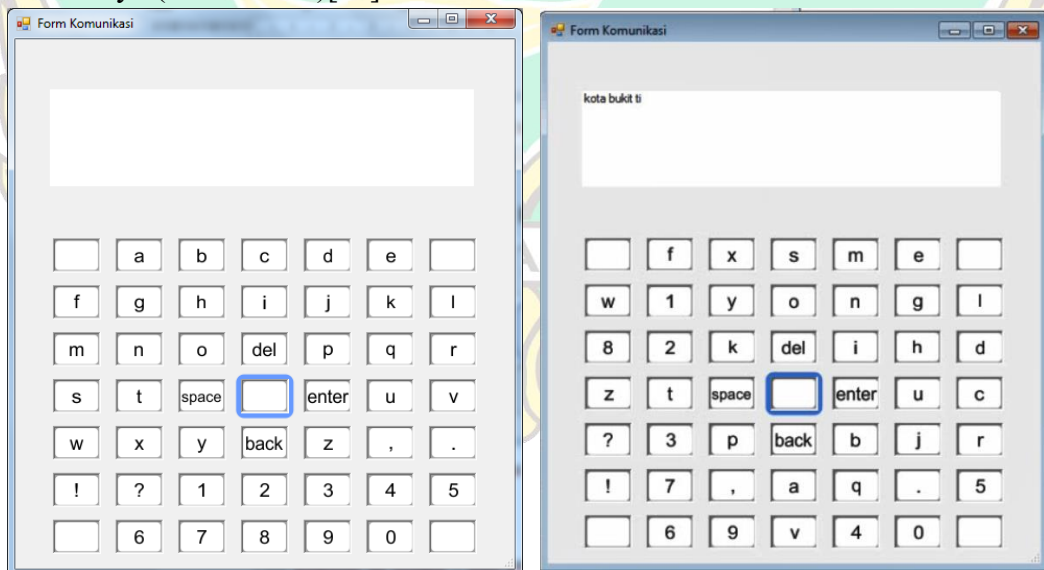 Form Komunikasi
a b c d e
f g h i j k l
m n o del p q r
s t space enter u v
w x y back z , .
! ? 1 2 3 4 5
6 7 8 9 0
Form Komunikasi
kota bukit ti
f x s m e
w 1 y o n g l
8 2 k del i h d
z t space enter u c
? 3 p back b j r
! 7 , a q . 5
6 9 v 4 0